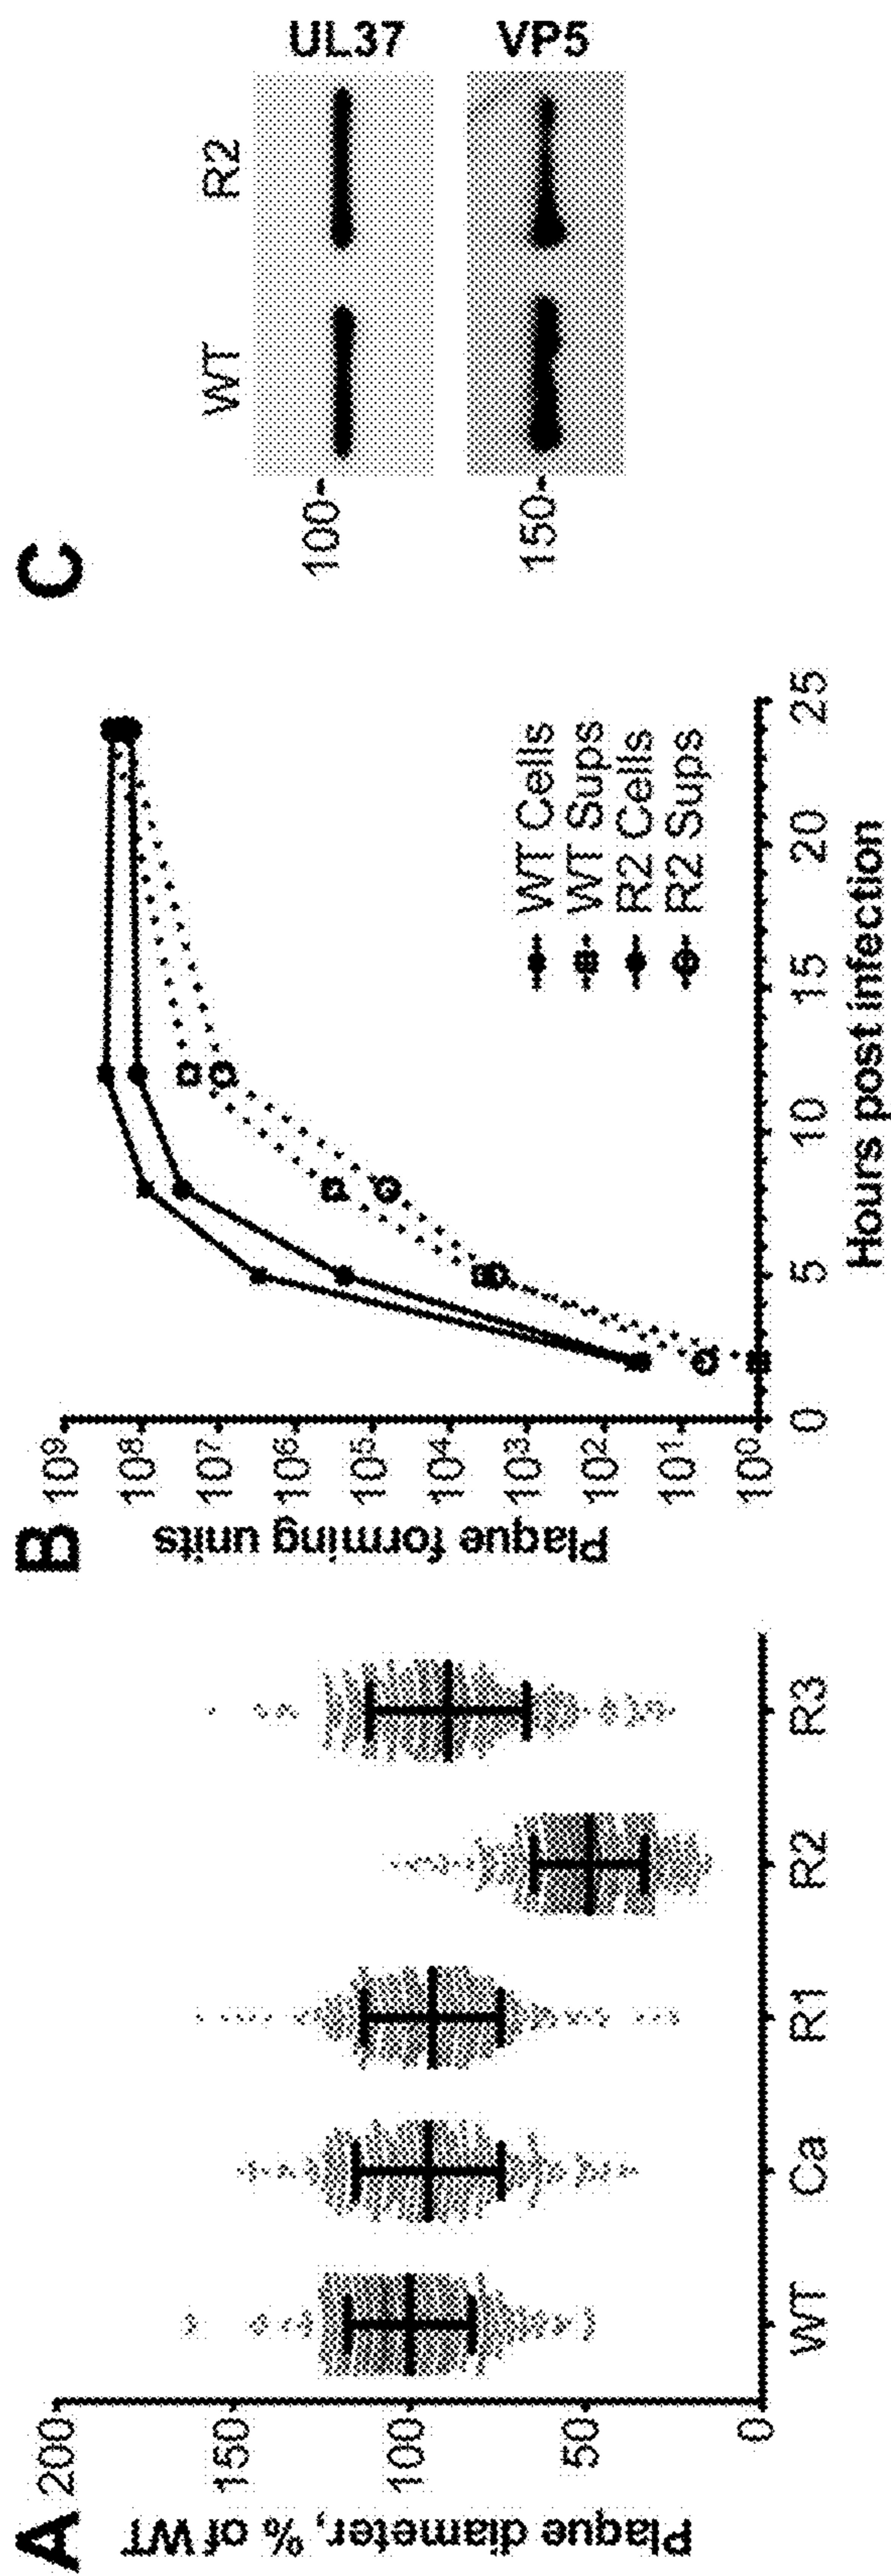 A
Plaque diameter, % of WT
200
150
100
50
0
WT Ca R1 R2 R3
B
Plaque forming units
10⁹
10⁸
10⁷
10⁶
10⁵
10⁴
10³
10²
10¹
10⁰
0 5 10 15 20 25
Hours post infection
WT Cells
WT Sups
R2 Cells
R2 Sups
C
WT R2
100-
UL37
150-
VP5